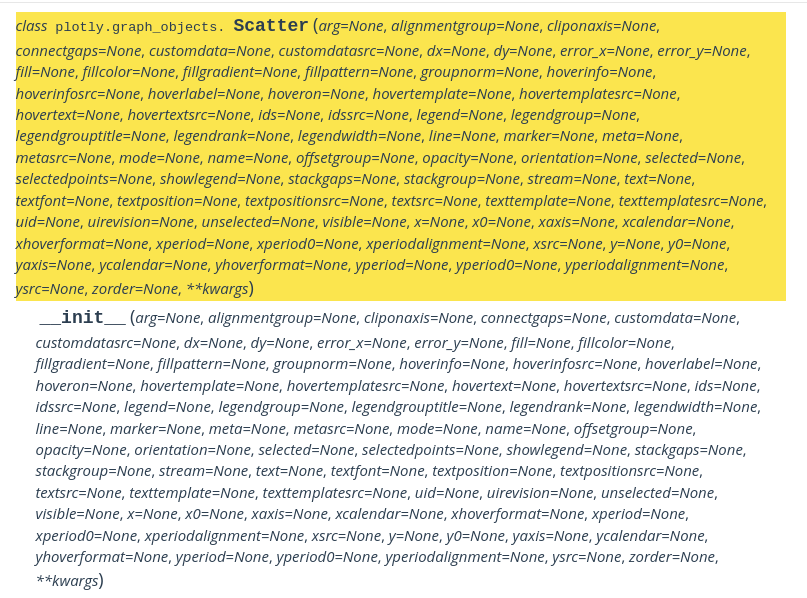 class plotly.graph_objects. Scatter(arg=None, alignmentgroup=None, cliponaxis=None,
connectgaps=None, customdata=None, customdatasrc=None, dx=None, dy=None, error_x=None, error_y=None,
fill=None, fillcolor=None, fillgradient=None, fillpattern=None, groupnorm=None, hoverinfo=None,
hoverinfosrc=None, hoverlabel=None, hoveron=None, hovertemplate=None, hovertemplatesrc=None,
hovertext=None, hovertextsrc=None, ids=None, idssrc=None, legend=None, legendgroup=None,
legendgrouptitle=None, legendrank=None, legendwidth=None, line=None, marker=None, meta=None,
metasrc=None, mode=None, name=None, offsetgroup=None, opacity=None, orientation=None, selected=None,
selectedpoints=None, showlegend=None, stackgaps=None, stackgroup=None, stream=None, text=None,
textfont=None, textposition=None, textpositionsrc=None, textsrc=None, texttemplate=None, texttemplatesrc=None,
uid=None, uirevision=None, unselected=None, visible=None, x=None, x0=None, xaxis=None, xcalendar=None,
xhoverformat=None, xperiod=None, xperiod0=None, xperiodalignment=None, xsrc=None, y=None, y0=None,
yaxis=None, ycalendar=None, yhoverformat=None, yperiod=None, yperiod0=None, yperiodalignment=None,
ysrc=None, zorder=None, **kwargs)
__init__(arg=None, alignmentgroup=None, cliponaxis=None, connectgaps=None, customdata=None,
customdatasrc=None, dx=None, dy=None, error_x=None, error_y=None, fill=None, fillcolor=None,
fillgradient=None, fillpattern=None, groupnorm=None, hoverinfo=None, hoverinfosrc=None, hoverlabel=None,
hoveron=None, hovertemplate=None, hovertemplatesrc=None, hovertext=None, hovertextsrc=None, ids=None,
idssrc=None, legend=None, legendgroup=None, legendgrouptitle=None, legendrank=None, legendwidth=None,
line=None, marker=None, meta=None, metasrc=None, mode=None, name=None, offsetgroup=None,
opacity=None, orientation=None, selected=None, selectedpoints=None, showlegend=None, stackgaps=None,
stackgroup=None, stream=None, text=None, textfont=None, textposition=None, textpositionsrc=None,
textsrc=None, texttemplate=None, texttemplatesrc=None, uid=None, uirevision=None, unselected=None,
visible=None, x=None, x0=None, xaxis=None, xcalendar=None, xhoverformat=None, xperiod=None,
xperiod0=None, xperiodalignment=None, xsrc=None, y=None, y0=None, yaxis=None, ycalendar=None,
yhoverformat=None, yperiod=None, yperiod0=None, yperiodalignment=None, ysrc=None, zorder=None,
**kwargs)